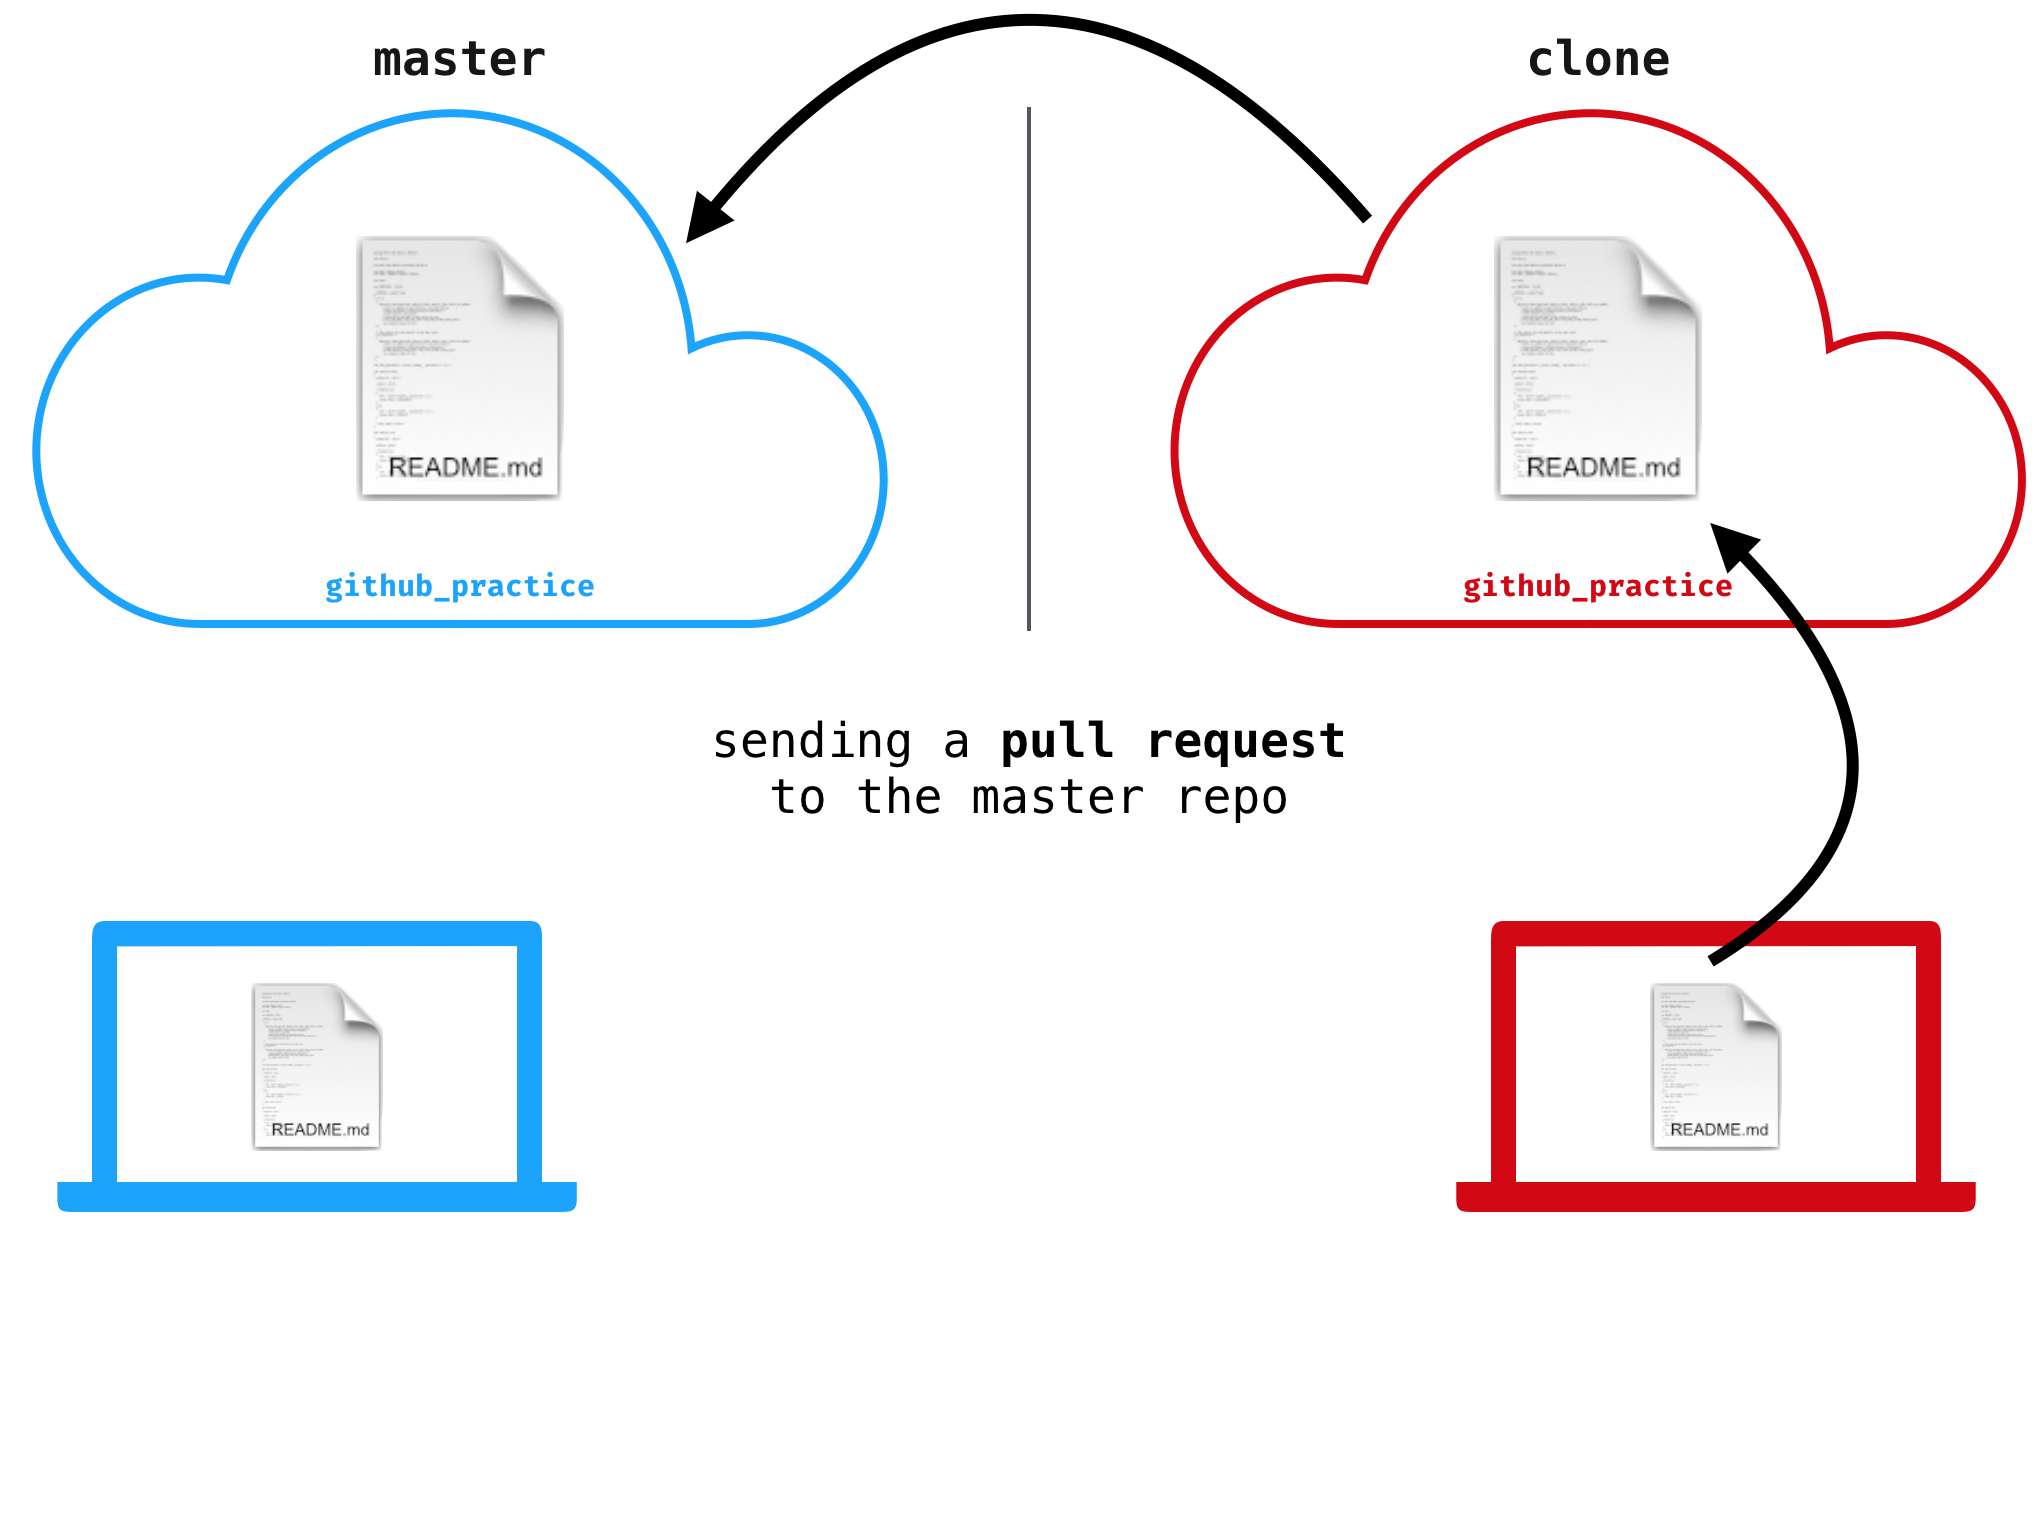 master
clone
README.md
README.md
github_practice
github_practice
sending a pull request
to the master repo
README.md
README.md